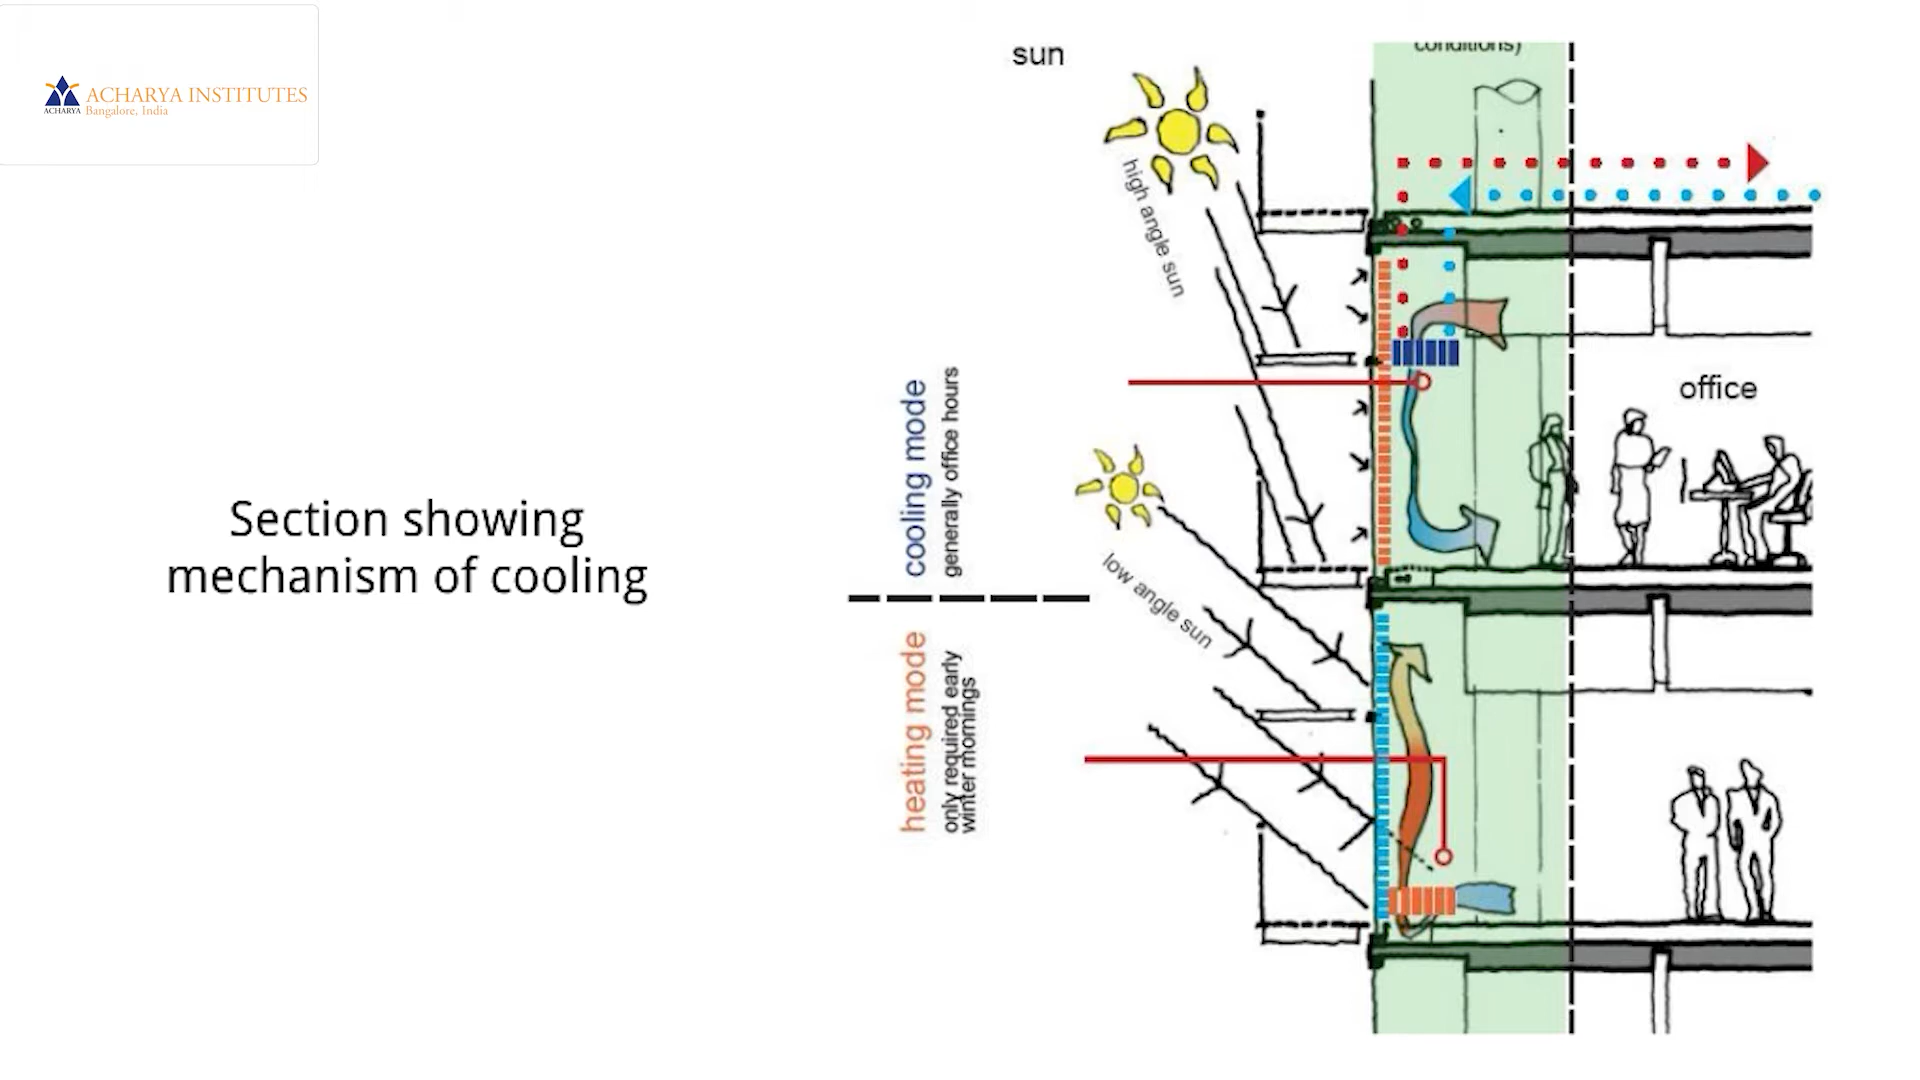 ACHARYA INSTITUTES
ACHARYA
Bangalore, India
sun
conditions)
high angle sun
office
Section showing
mechanism of cooling
cooling mode
generally office hours
low angle sun
heating mode
only required early
winter mornings